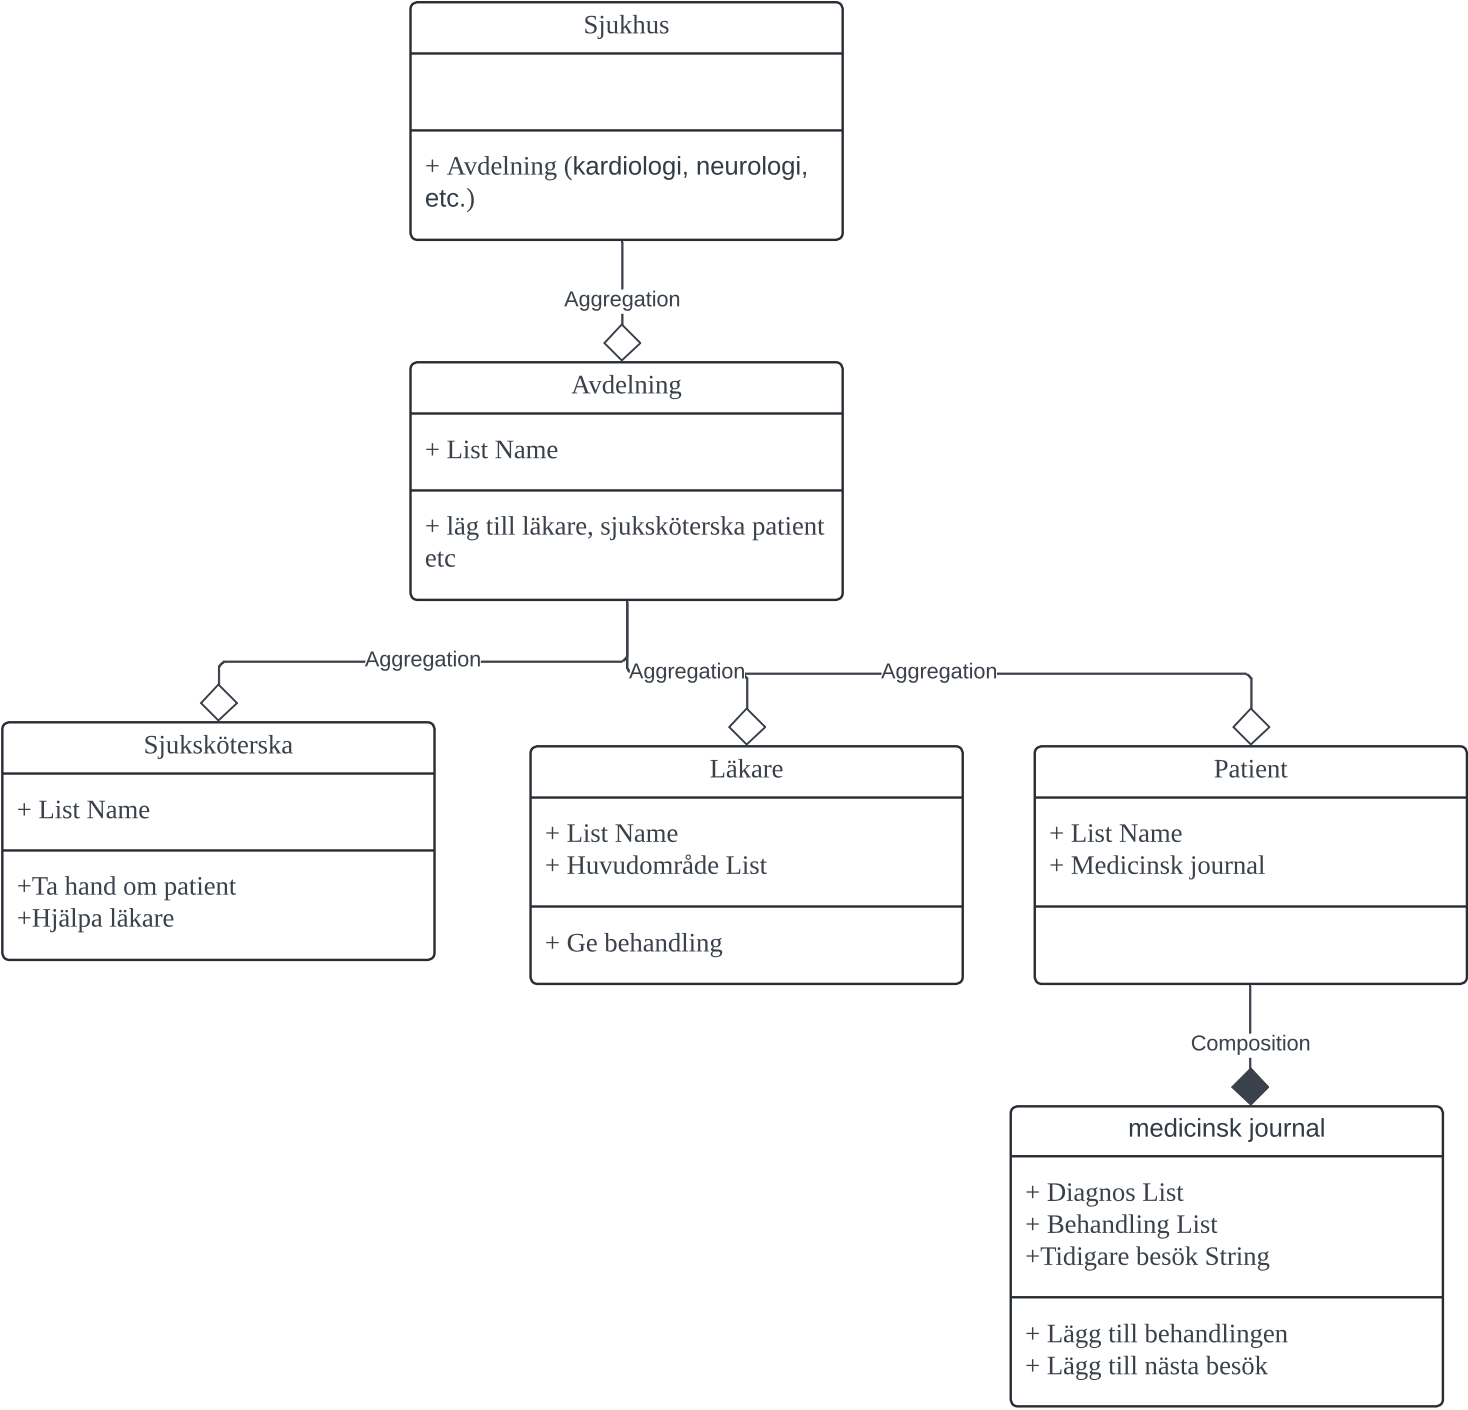 Sjukhus
+ Avdelning (kardiologi, neurologi,
etc.)
Aggregation
Avdelning
+ List Name
+ läg till läkare, sjuksköterska patient
etc
Aggregation
Aggregation
Aggregation
Sjuksköterska
+ List Name
+Ta hand om patient
+Hjälpa läkare
Läkare
+ List Name
+ Huvudområde List
+ Ge behandling
Patient
+ List Name
+ Medicinsk journal
Composition
medicinsk journal
+ Diagnos List
+ Behandling List
+Tidigare besök String
+ Lägg till behandlingen
+ Lägg till nästa besök